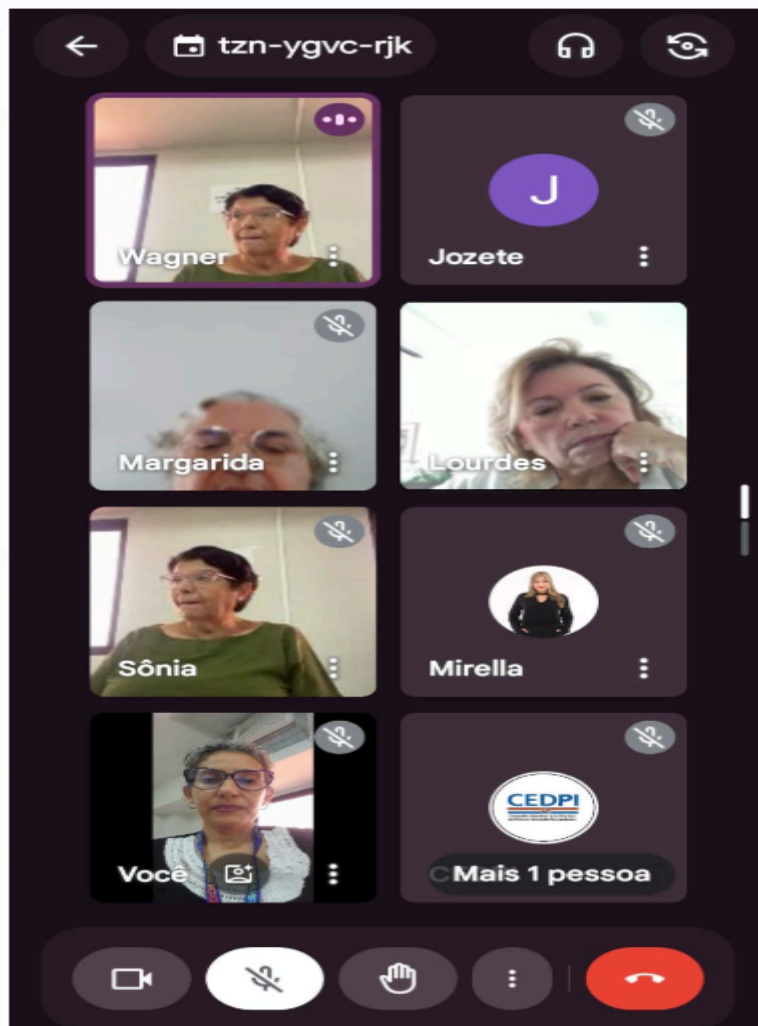 tzn-ygvc-rjk
Wagner
J
Jozete
Margarida
Lourdes
Sônia
Mirella
Você
CEDPI
Mais 1 pessoa